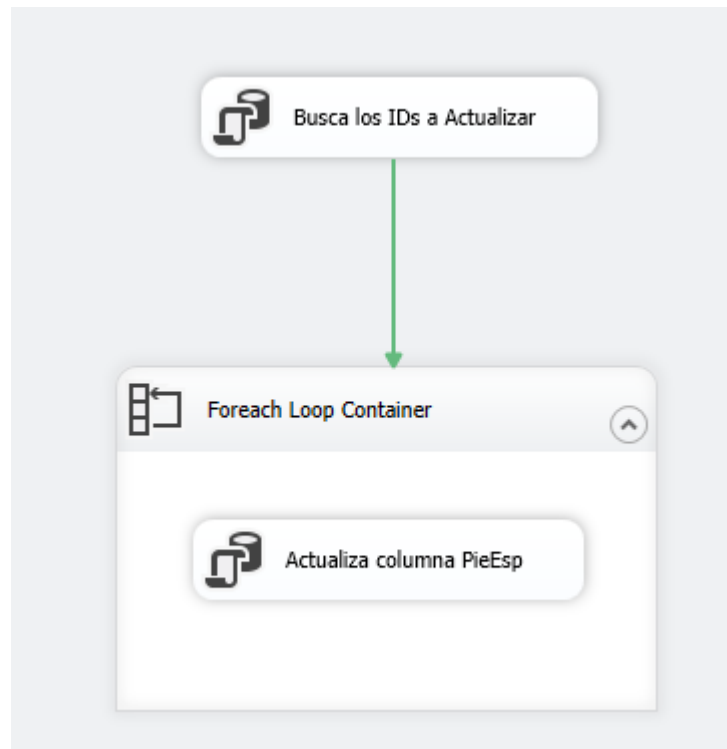 Busca los IDs a Actualizar
Foreach Loop Container
Actualiza columna PieEsp